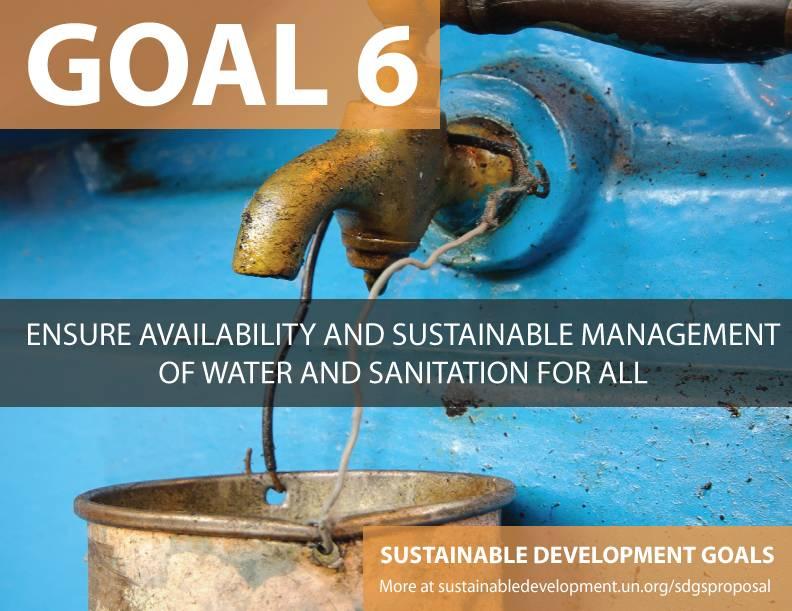 GOAL 6
ENSURE AVAILABILITY AND SUSTAINABLE MANAGEMENT
OF WATER AND SANITATION FOR ALL
SUSTAINABLE DEVELOPMENT GOALS
More at sustainabledevelopment.un.org/sdgsproposal